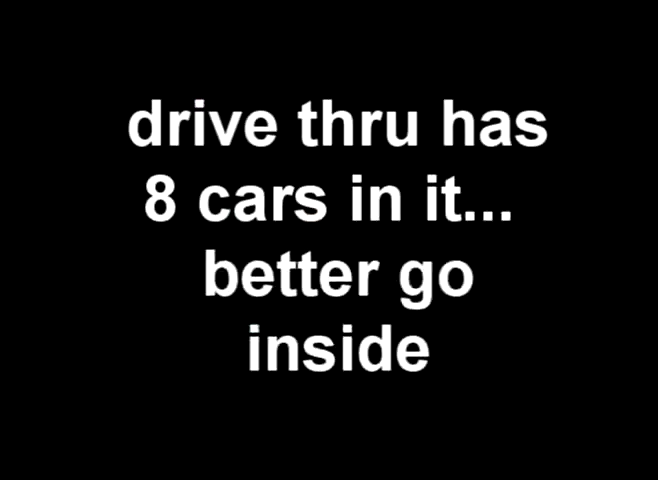 drive thru has
8 cars in it...
better go
inside